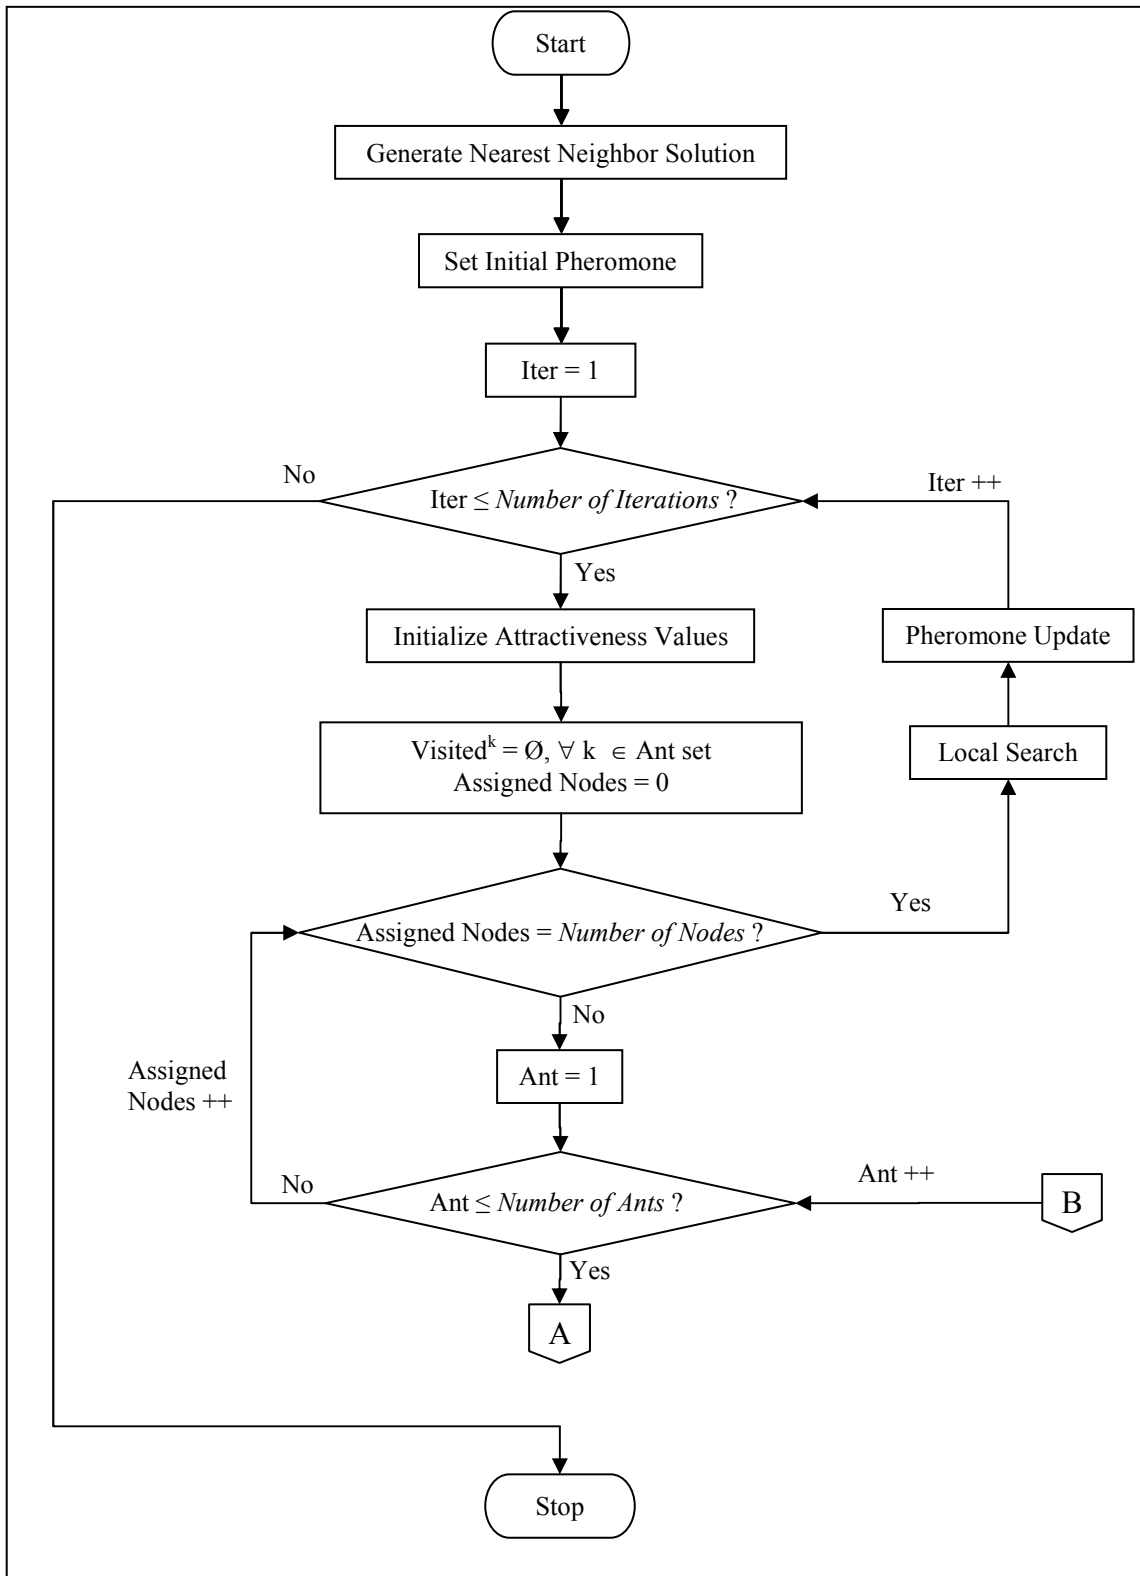 Start
Generate Nearest Neighbor Solution
Set Initial Pheromone
Iter = 1
No
Iter ≤ Number of Iterations ?
Iter ++
Yes
Initialize Attractiveness Values
Pheromone Update
Visited^k = Ø, ∀ k ∈ Ant set
Assigned Nodes = 0
Local Search
Assigned Nodes = Number of Nodes ?
Yes
No
Assigned
Nodes ++
Ant = 1
No
Ant ≤ Number of Ants ?
Ant ++
B
Yes
A
Stop